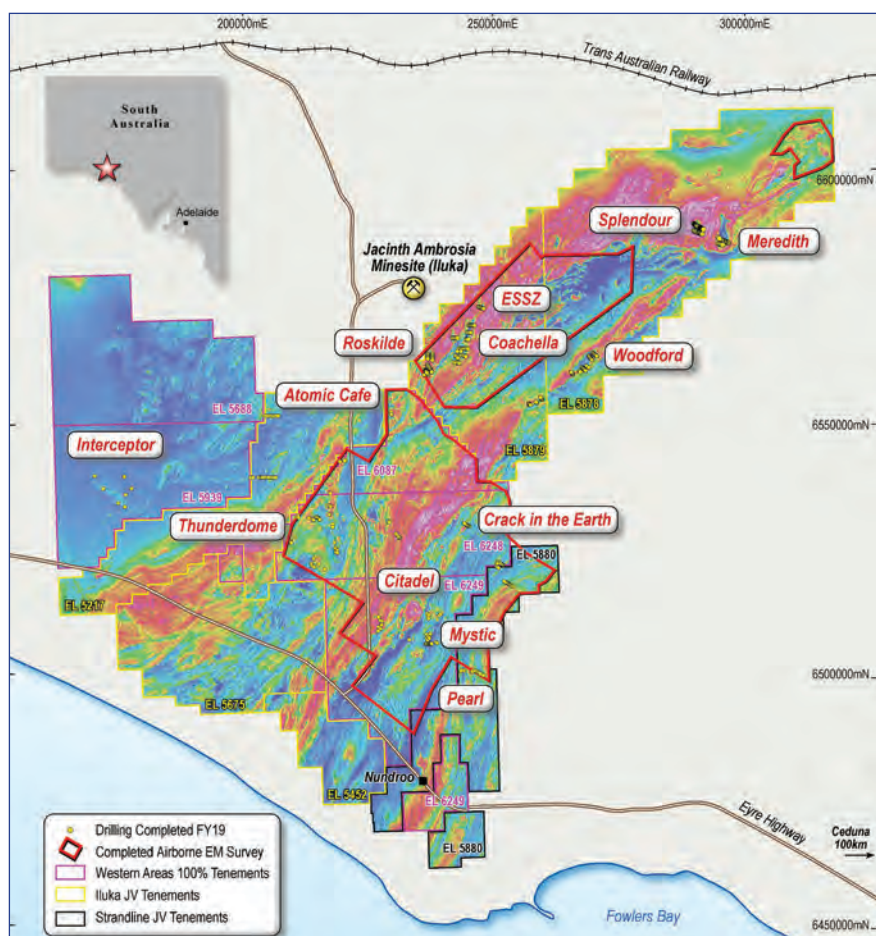 200000mE
250000mE
300000mE
Trans Australian Railway
South
Australia
Adelaide
6600000mN
Splendour
Meredith
Jacinth Ambrosia
Minesite (Iluka)
ESSZ
Roskilde
Coachella
Woodford
Atomic Cafe
EL 5878
EL 5688
6550000mN
Interceptor
EL 5879
EL 6087
EL 5939
Thunderdome
Crack in the Earth
EL 6248
EL 5880
Citadel
EL 6249
EL 5217
Mystic
6500000mN
Pearl
EL 5675
Nundroo
EL 5452
EL 6249
Eyre Highway
EL 5880
Ceduna
100km
Drilling Completed FY19
Completed Airborne EM Survey
Western Areas 100% Tenements
Iluka JV Tenements
Strandline JV Tenements
Fowlers Bay
6450000mN